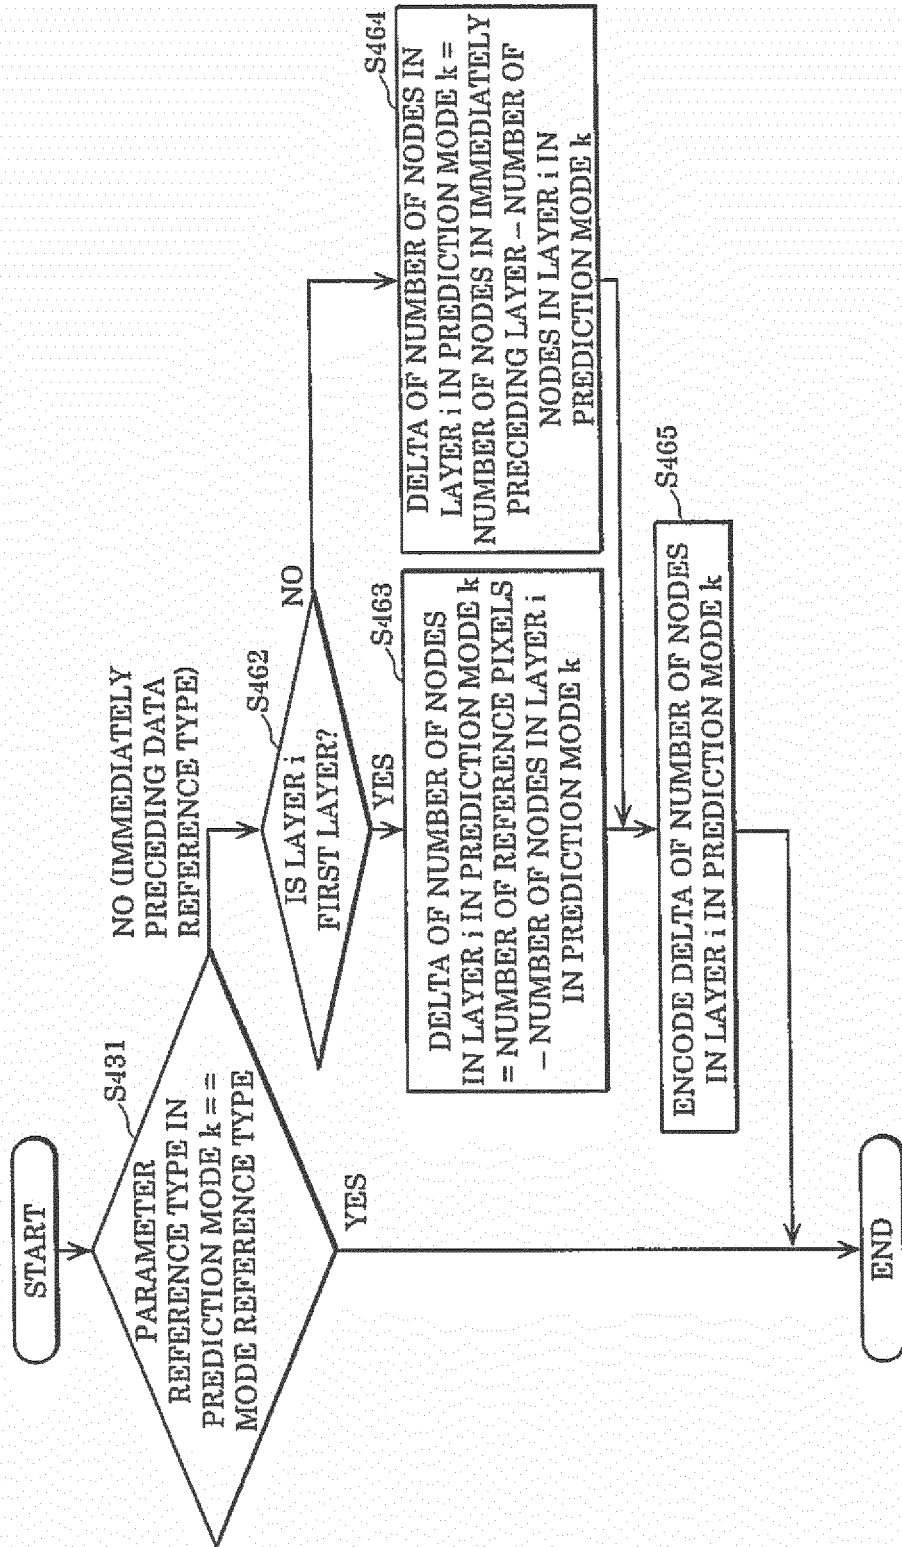 START
S431
PARAMETER
REFERENCE TYPE IN
PREDICTION MODE k ==
MODE REFERENCE TYPE
YES
NO (IMMEDIATELY
PRECEDING DATA
REFERENCE TYPE)
S462
IS LAYER i
FIRST LAYER?
NO
YES
S463
DELTA OF NUMBER OF NODES
IN LAYER i IN PREDICTION MODE k
= NUMBER OF REFERENCE PIXELS
– NUMBER OF NODES IN LAYER i
IN PREDICTION MODE k
S464
DELTA OF NUMBER OF NODES IN
LAYER i IN PREDICTION MODE k =
NUMBER OF NODES IN IMMEDIATELY
PRECEDING LAYER – NUMBER OF
NODES IN LAYER i IN
PREDICTION MODE k
S465
ENCODE DELTA OF NUMBER OF NODES
IN LAYER i IN PREDICTION MODE k
END